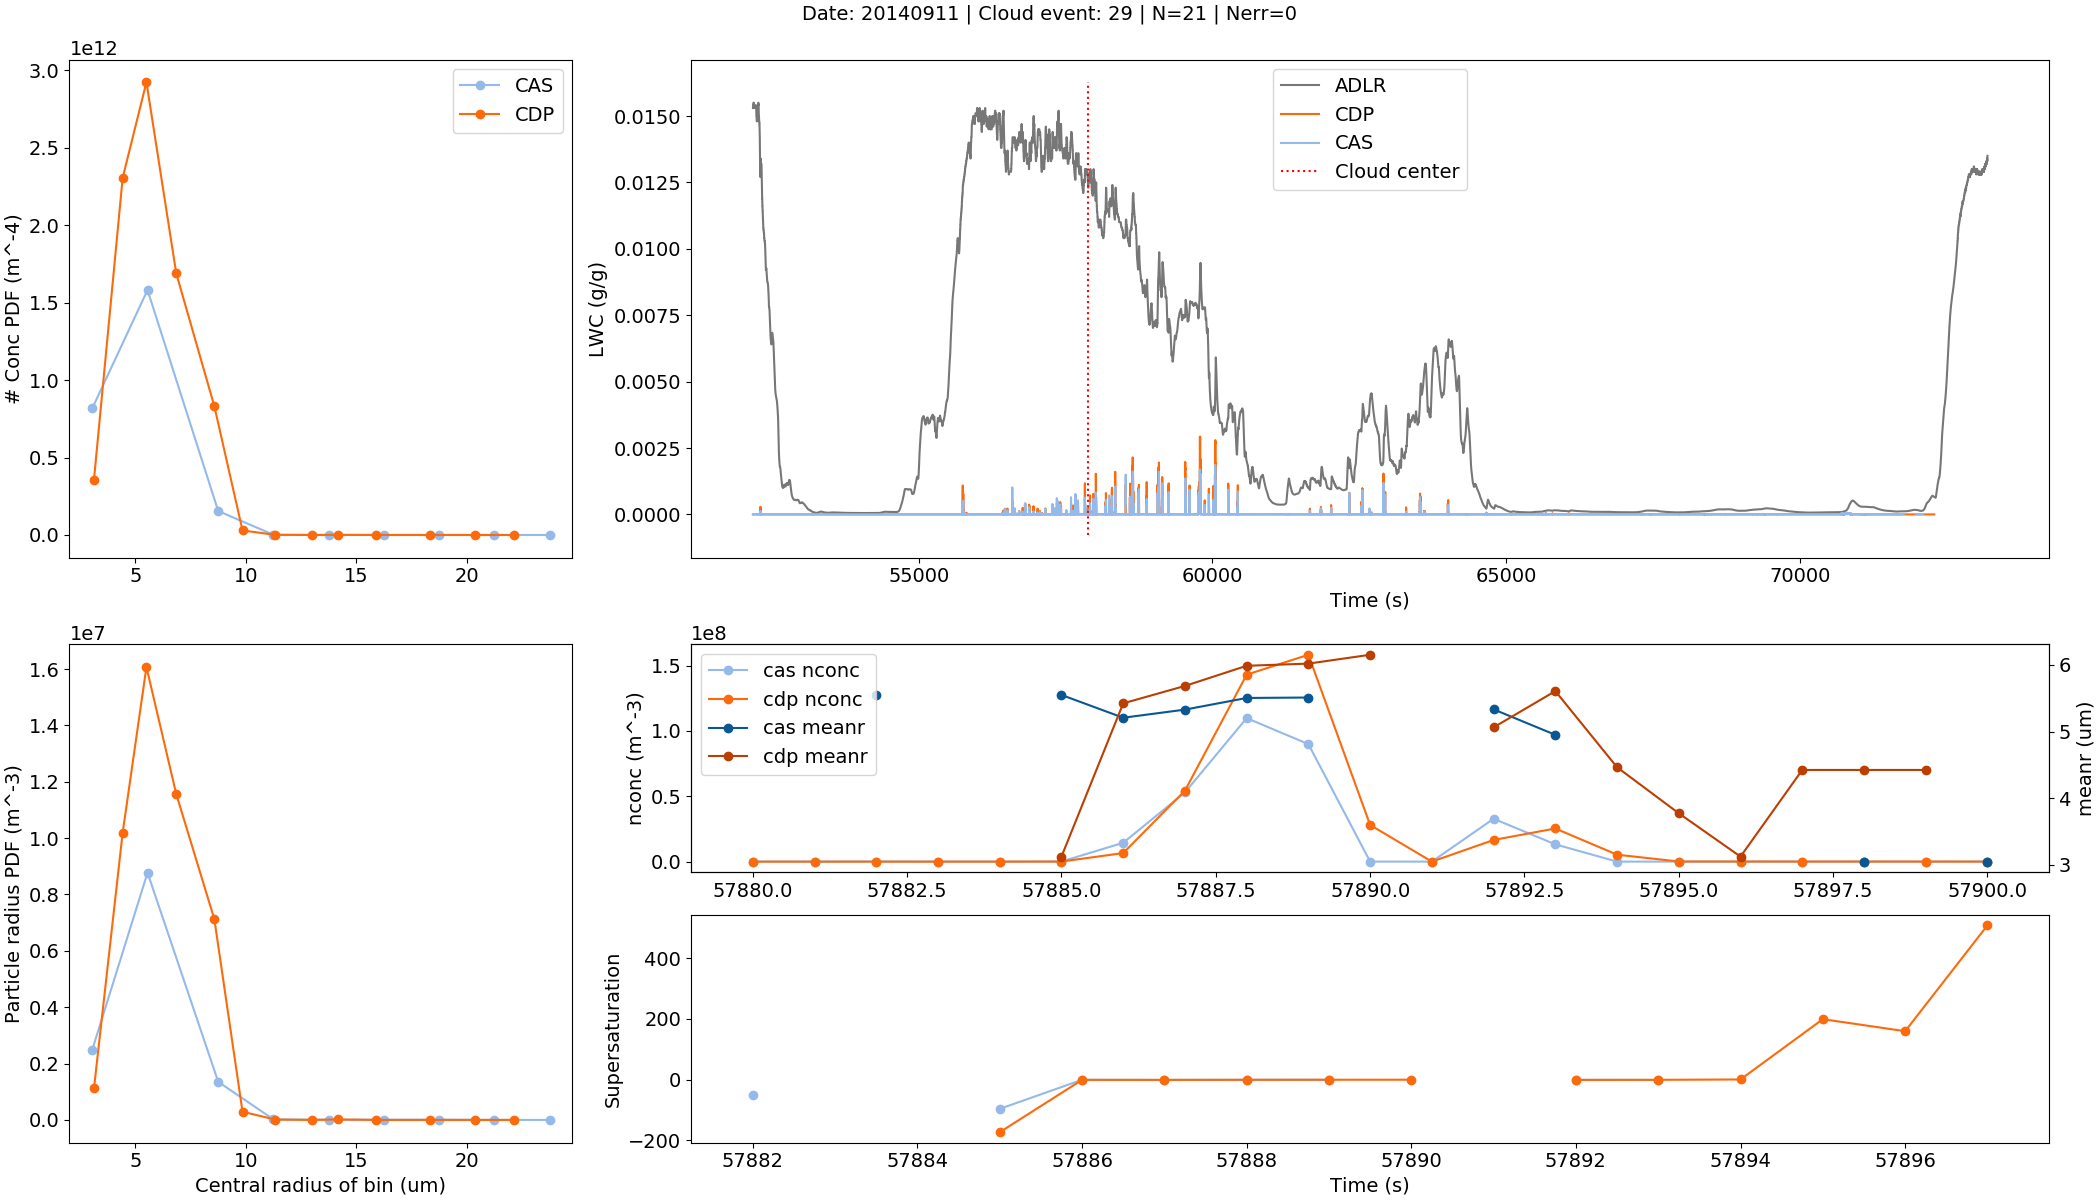 Date: 20140911 | Cloud event: 29 | N=21 | Nerr=0
1e12
3.0
2.5
2.0
1.5
1.0
0.5
0.0
# Conc PDF (m^-4)
CAS
CDP
5
10
15
20
0.0150
0.0125
0.0100
0.0075
0.0050
0.0025
0.0000
LWC (g/g)
ADLR
CDP
CAS
Cloud center
55000
60000
65000
70000
Time (s)
1e7
1.6
1.4
1.2
1.0
0.8
0.6
0.4
0.2
0.0
Particle radius PDF (m^-3)
5
10
15
20
Central radius of bin (um)
1e8
1.5
1.0
0.5
0.0
nconc (m^-3)
cas nconc
cdp nconc
cas meanr
cdp meanr
6
5
4
3
meanr (um)
57880.0
57882.5
57885.0
57887.5
57890.0
57892.5
57895.0
57897.5
57900.0
400
200
0
−200
Supersaturation
57882
57884
57886
57888
57890
57892
57894
57896
Time (s)